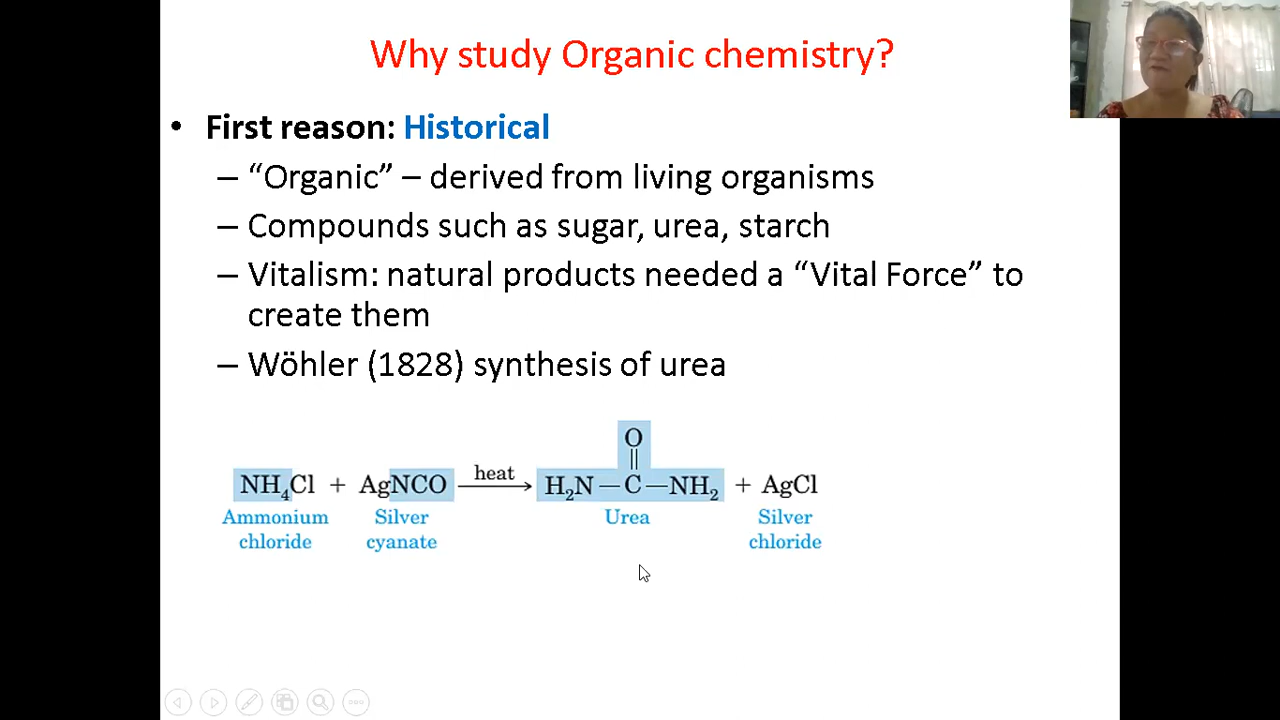 Why study Organic chemistry?
• First reason: Historical
– “Organic” – derived from living organisms
– Compounds such as sugar, urea, starch
– Vitalism: natural products needed a “Vital Force” to
create them
– Wöhler (1828) synthesis of urea
O
||
NH₄Cl + AgNCO heat→ H₂N—C—NH₂ + AgCl
Ammonium chloride Silver cyanate Urea Silver chloride